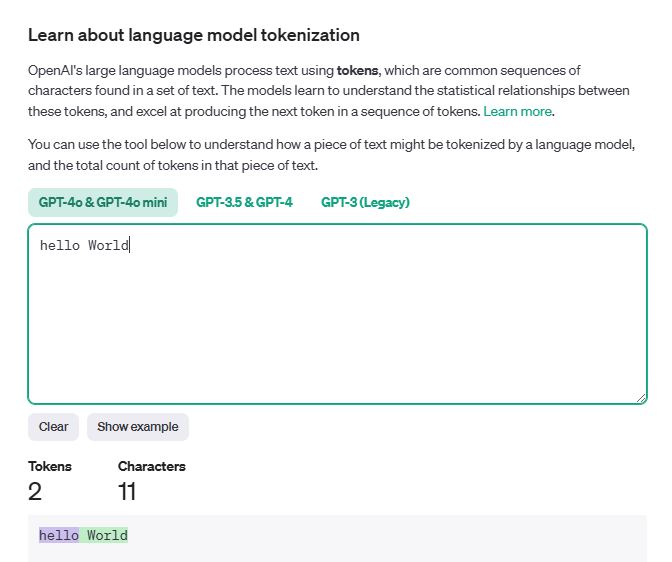 Learn about language model tokenization
OpenAI's large language models process text using tokens, which are common sequences of
characters found in a set of text. The models learn to understand the statistical relationships between
these tokens, and excel at producing the next token in a sequence of tokens. Learn more.
You can use the tool below to understand how a piece of text might be tokenized by a language model,
and the total count of tokens in that piece of text.
GPT-4o & GPT-4o mini GPT-3.5 & GPT-4 GPT-3 (Legacy)
hello World
Clear Show example
Tokens Characters
2 11
hello World